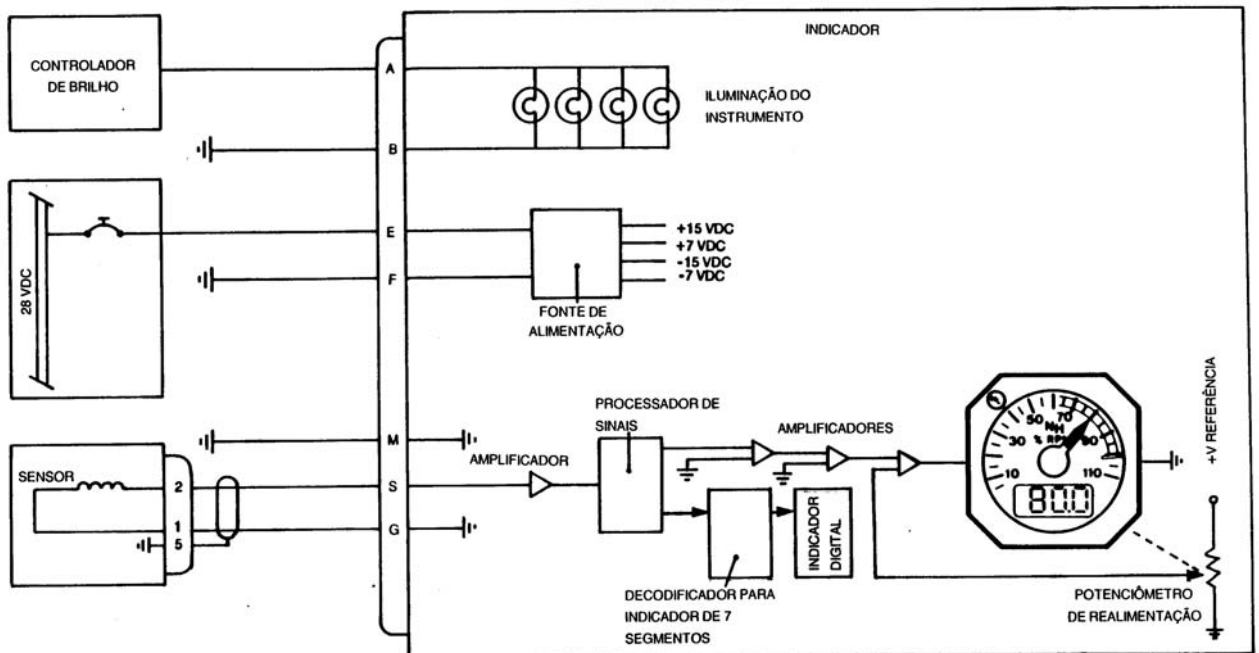 INDICADOR
CONTROLADOR
DE BRILHO
A
ILUMINAÇÃO DO
INSTRUMENTO
B
28 VDC
E
+15 VDC
+7 VDC
-15 VDC
-7 VDC
F
FONTE DE
ALIMENTAÇÃO
+V REFERÊNCIA
PROCESSADOR DE
SINAIS
M
AMPLIFICADORES
SENSOR
AMPLIFICADOR
2
S
1
G
5
INDICADOR
DIGITAL
10
30
50
70
90
110
NH
% RPM
80.0
DECODIFICADOR PARA
INDICADOR DE 7
SEGMENTOS
POTENCIÔMETRO
DE REALIMENTAÇÃO